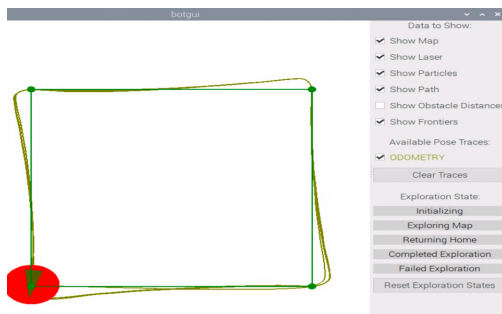 botgui
Data to Show:
Show Map
Show Laser
Show Particles
Show Path
Show Obstacle Distances
Show Frontiers
Available Pose Traces:
ODOMETRY
Clear Traces
Exploration State:
Initializing
Exploring Map
Returning Home
Completed Exploration
Failed Exploration
Reset Exploration States